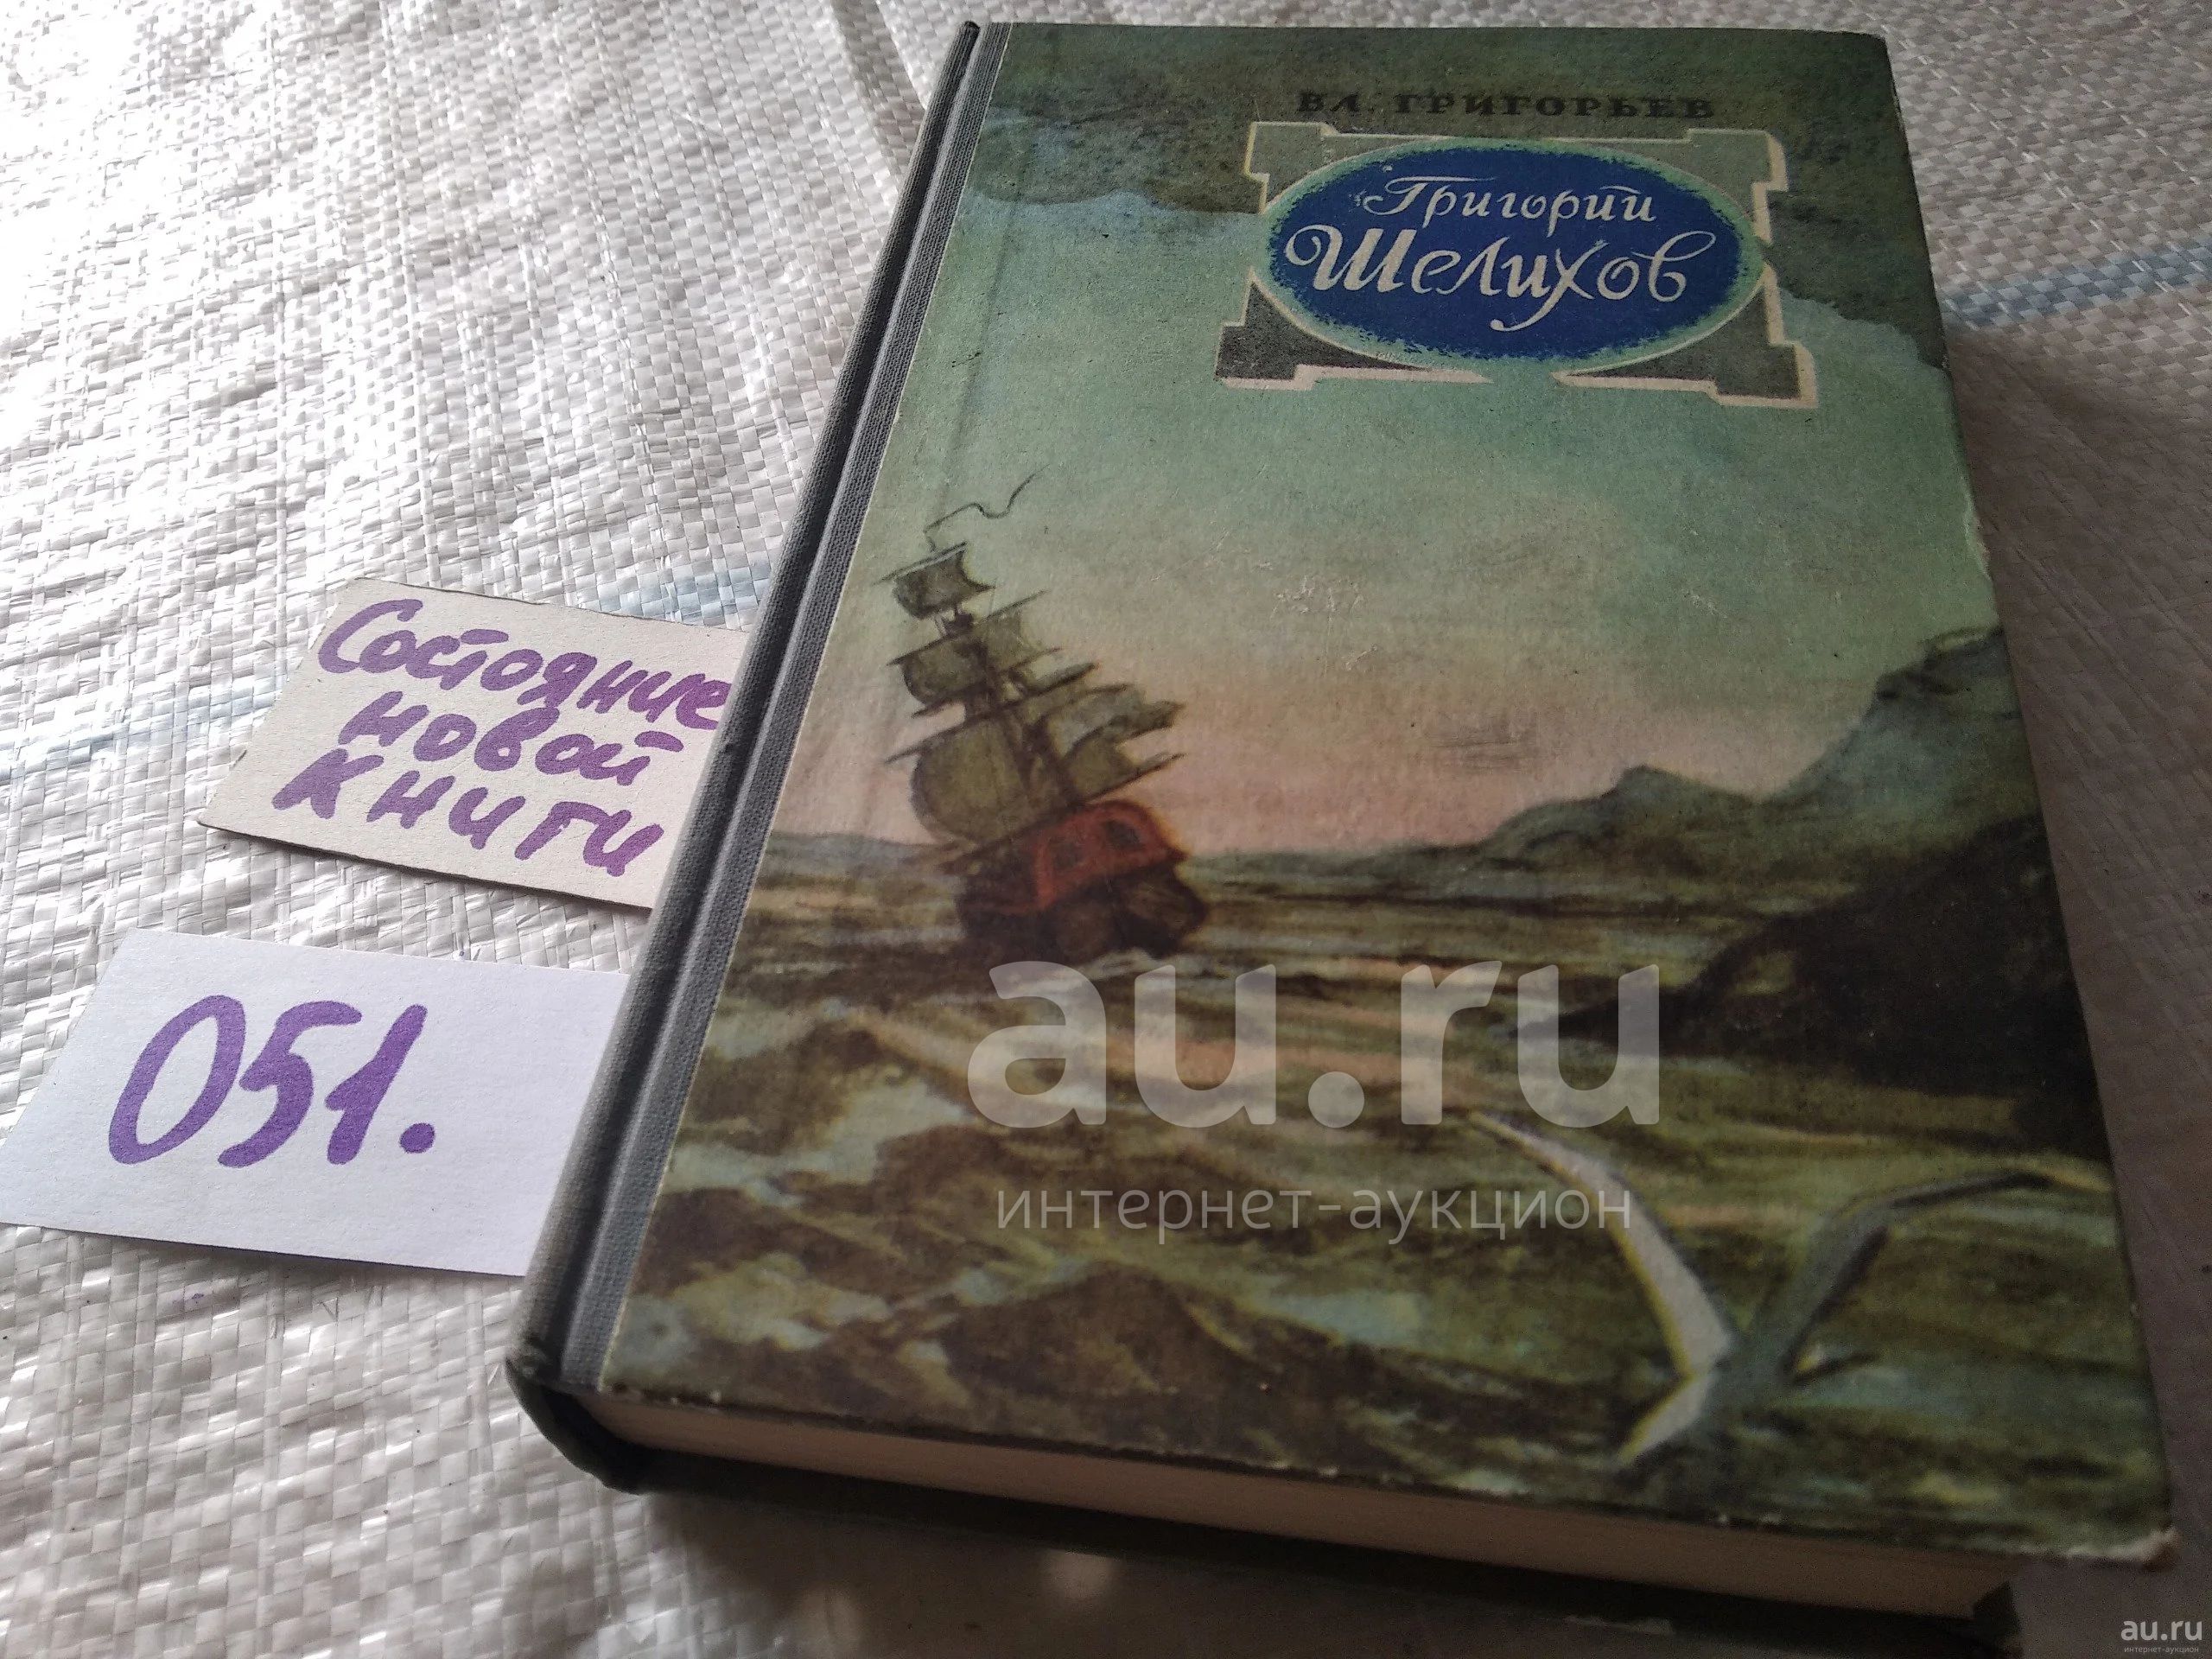 ВЛ. ГРИГОРЬЕВ
Григорий
Шелихов
Состояние
новой
книги
051.
au.ru
интернет-аукцион
au.ru
интернет-аукцион